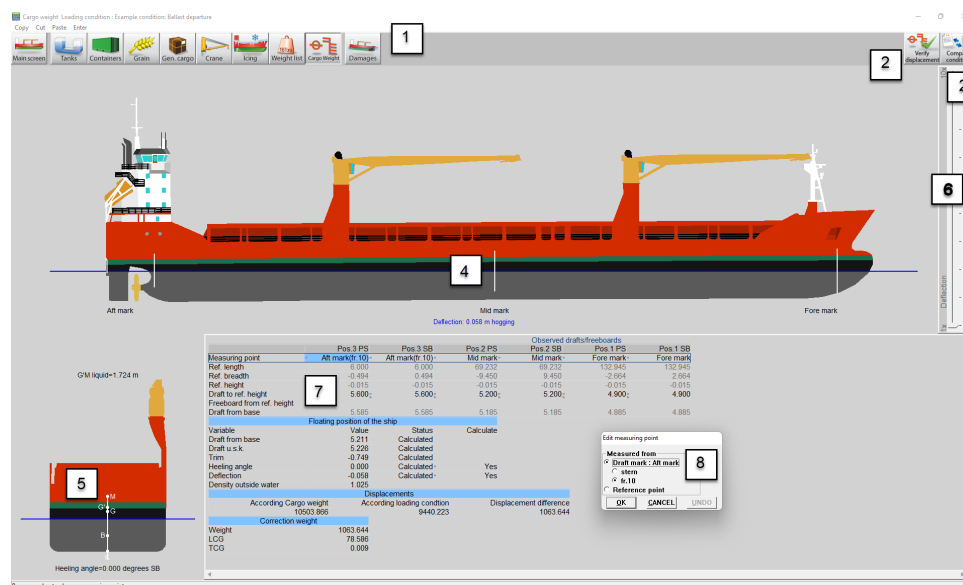 Cargo weight Loading condition : Example condition: Ballast departure
Copy Cut Paste Enter
Main screen Tanks Containers Grain Gen. cargo Crane Icing Weight list Cargo Weight Damages
1
2
Verify displacement
Compa conditi
2
6
4
Aft mark Mid mark Fore mark
Deflection: 0.058 m hogging
Deflection
G'M liquid=1.724 m
5
M
G' G
B
Heeling angle=0.000 degrees SB
Observed drafts/freeboards
Pos.3 PS Pos.3 SB Pos.2 PS Pos.2 SB Pos.1 PS Pos.1 SB
Measuring point Aft mark(fr.10) Aft mark(fr.10) Mid mark Mid mark Fore mark Fore mark
Ref. length 6.000 6.000 69.232 69.232 132.945 132.945
Ref. breadth -0.494 0.494 -9.450 9.450 -2.664 2.664
Ref. height -0.015 -0.015 -0.015 -0.015 -0.015 -0.015
Draft to ref. height 5.600 5.600 5.200 5.200 4.900 4.900
Freeboard from ref. height
Draft from base 5.585 5.585 5.185 5.185 4.885 4.885
7
Floating position of the ship
Variable Value Status Calculate
Draft from base 5.211 Calculated
Draft u.s.k. 5.226 Calculated
Trim -0.749 Calculated
Heeling angle 0.000 Calculated Yes
Deflection -0.058 Calculated Yes
Density outside water 1.025
Displacements
According Cargo weight According loading condtion Displacement difference
10503.866 9440.223 1063.644
Correction weight
Weight 1063.644
LCG 78.586
TCG 0.009
Edit measuring point
Measured from
Draft mark : Aft mark
stern
fr.10
Reference point
8
OK CANCEL UNDO